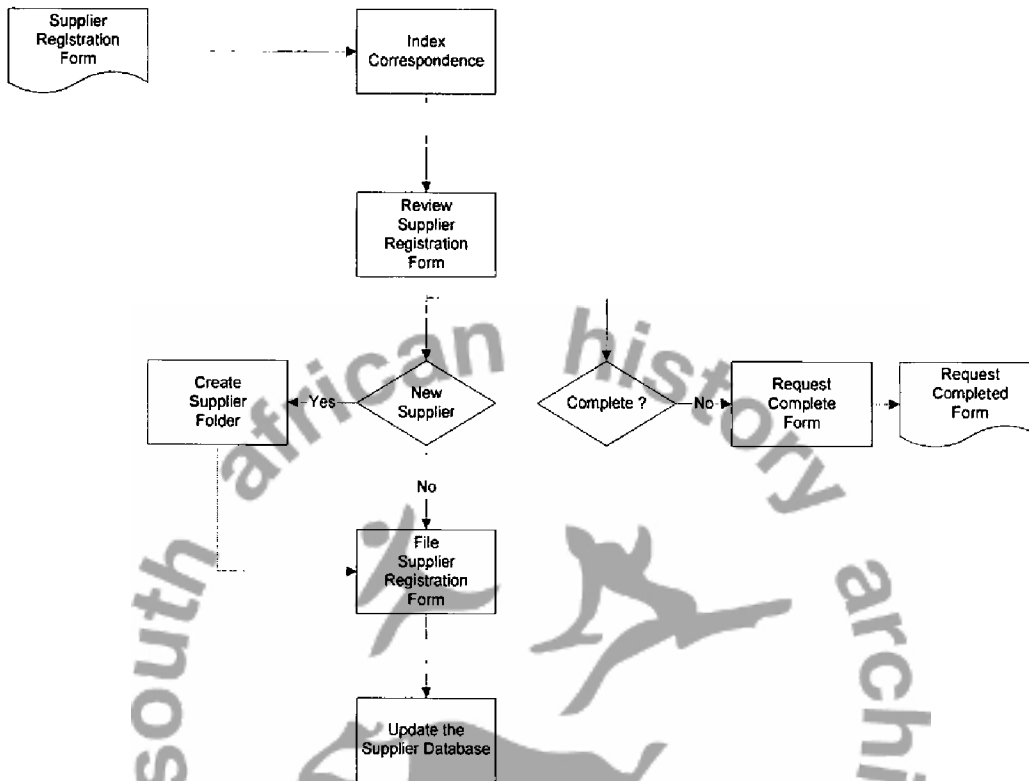 Supplier
Registration
Form
Index
Correspondence
Review
Supplier
Registration
Form
Create
Supplier
Folder
Yes
New
Supplier
Complete ?
No
Request
Complete
Form
Request
Completed
Form
No
File
Supplier
Registration
Form
Update the
Supplier Database
south african history archi